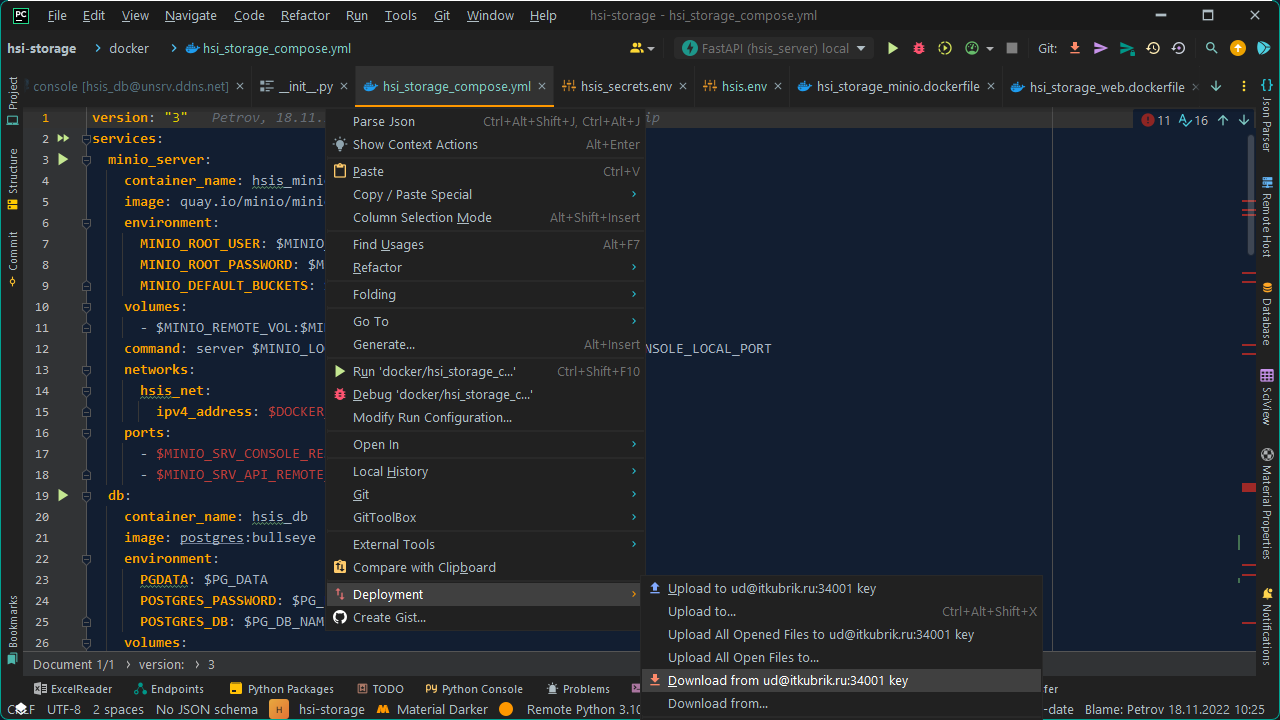 PC File Edit View Navigate Code Refactor Run Tools Git Window Help hsi-storage - hsi_storage_compose.yml
hsi-storage docker hsi_storage_compose.yml FastAPI (hsis_server) local Git:
console [hsis_db@unsrv.ddns.net] __init__.py hsi_storage_compose.yml hsis_secrets.env hsis.env hsi_storage_minio.dockerfile hsi_storage_web.dockerfile
1 version: "3" Petrov, 18.11. ip 11 16
2 services:
3 minio_server:
4 container_name: hsis_mini
5 image: quay.io/minio/mini
6 environment:
7 MINIO_ROOT_USER: $MINIO_
8 MINIO_ROOT_PASSWORD: $M
9 MINIO_DEFAULT_BUCKETS:
10 volumes:
11 - $MINIO_REMOTE_VOL:$MI
12 command: server $MINIO_LO NSOLE_LOCAL_PORT
13 networks:
14 hsis_net:
15 ipv4_address: $DOCKER_
16 ports:
17 - $MINIO_SRV_CONSOLE_RE
18 - $MINIO_SRV_API_REMOTE_
19 db:
20 container_name: hsis_db
21 image: postgres:bullseye
22 environment:
23 PGDATA: $PG_DATA
24 POSTGRES_PASSWORD: $PG_
25 POSTGRES_DB: $PG_DB_NAM
26 volumes:
Parse Json Ctrl+Alt+Shift+J, Ctrl+Alt+J
Show Context Actions Alt+Enter
Paste Ctrl+V
Copy / Paste Special
Column Selection Mode Alt+Shift+Insert
Find Usages Alt+F7
Refactor
Folding
Go To
Generate... Alt+Insert
Run 'docker/hsi_storage_c...' Ctrl+Shift+F10
Debug 'docker/hsi_storage_c...'
Modify Run Configuration...
Open In
Local History
Git
GitToolBox
External Tools
Compare with Clipboard
Deployment
Create Gist...
Upload to ud@itkubrik.ru:34001 key
Upload to... Ctrl+Alt+Shift+X
Upload All Opened Files to ud@itkubrik.ru:34001 key
Upload All Open Files to...
Download from ud@itkubrik.ru:34001 key
Download from...
Project
Structure
Commit
Bookmarks
Json Parser
Remote Host
Database
SciView
Material Properties
Notifications
Document 1/1 version: 3
ExcelReader Endpoints Python Packages TODO Python Console Problems fer
UTF-8 2 spaces No JSON schema H hsi-storage Material Darker Remote Python 3.10 -date Blame: Petrov 18.11.2022 10:25